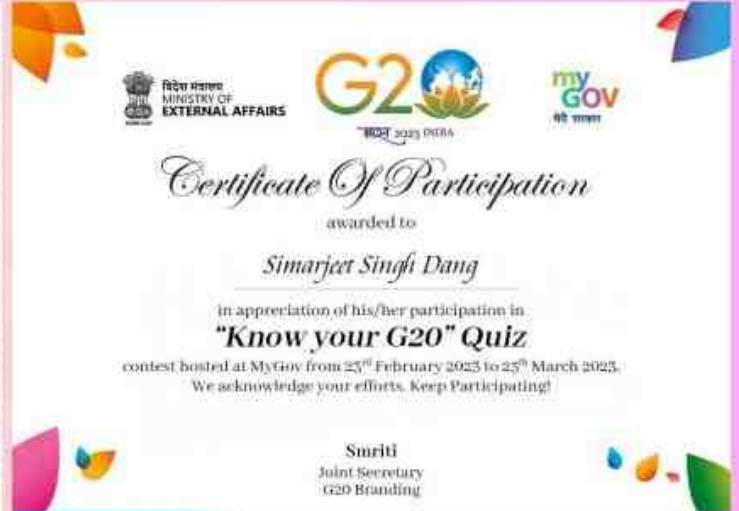 विदेश मंत्रालय
MINISTRY OF
EXTERNAL AFFAIRS
G20
भारत 2023 INDIA
my
GOV
मेरी सरकार
Certificate Of Participation
awarded to
Simarjeet Singh Dang
in appreciation of his/her participation in
"Know your G20" Quiz
contest hosted at MyGov from 23rd February 2023 to 25th March 2023.
We acknowledge your efforts. Keep Participating!
Smriti
Joint Secretary
G20 Branding